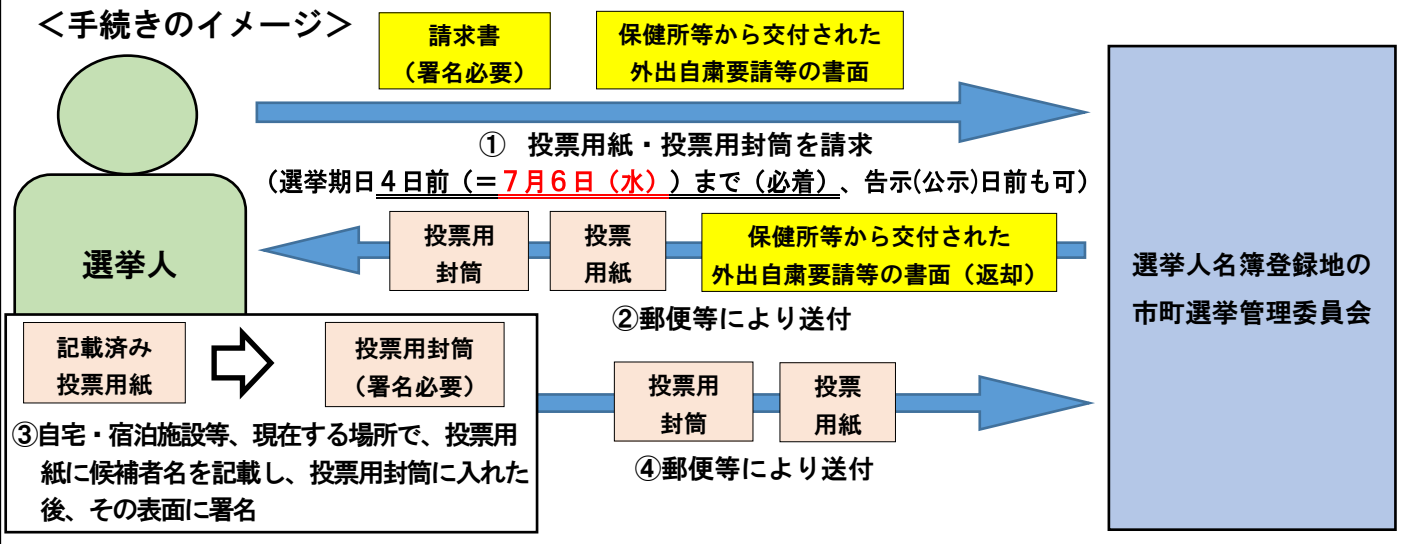 ＜手続きのイメージ＞
請求書
（署名必要）
保健所等から交付された
外出自粛要請等の書面
① 投票用紙・投票用封筒を請求
（選挙期日４日前（＝７月６日（水））まで（必着）、告示(公示)日前も可）
選挙人
投票用
封筒
投票
用紙
保健所等から交付された
外出自粛要請等の書面（返却）
②郵便等により送付
選挙人名簿登録地の
市町選挙管理委員会
記載済み
投票用紙
投票用封筒
（署名必要）
③自宅・宿泊施設等、現在する場所で、投票用
紙に候補者名を記載し、投票用封筒に入れた
後、その表面に署名
投票用
封筒
投票
用紙
④郵便等により送付